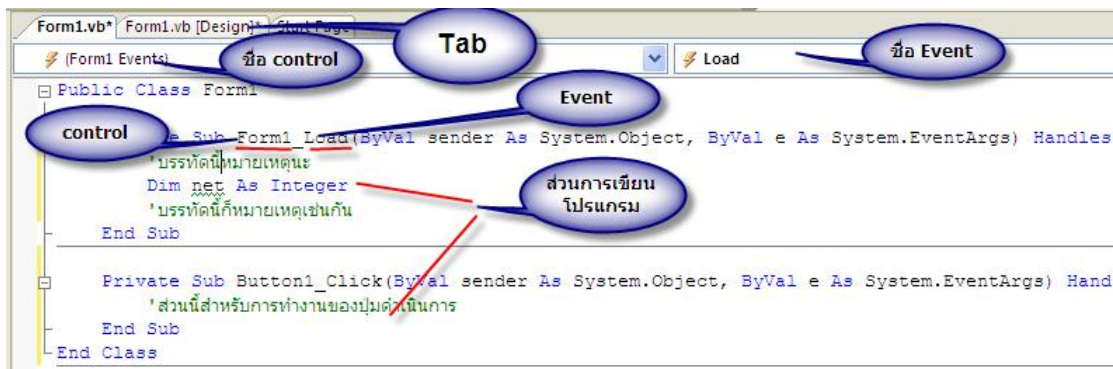 Form1.vb* Form1.vb [Design]* Start Page
Tab
(Form1 Events) ชื่อ control Load ชื่อ Event
Public Class Form1
Event
control
Sub Form1_Load(ByVal sender As System.Object, ByVal e As System.EventArgs) Handles
'บรรทัดนี้หมายเหตุนะ
Dim net As Integer
ส่วนการเขียน
โปรแกรม
'บรรทัดนี้ก็หมายเหตุเช่นกัน
End Sub
Private Sub Button1_Click(ByVal sender As System.Object, ByVal e As System.EventArgs) Hand
'ส่วนนี้สำหรับการทำงานของปุ่มดำเนินการ
End Sub
End Class